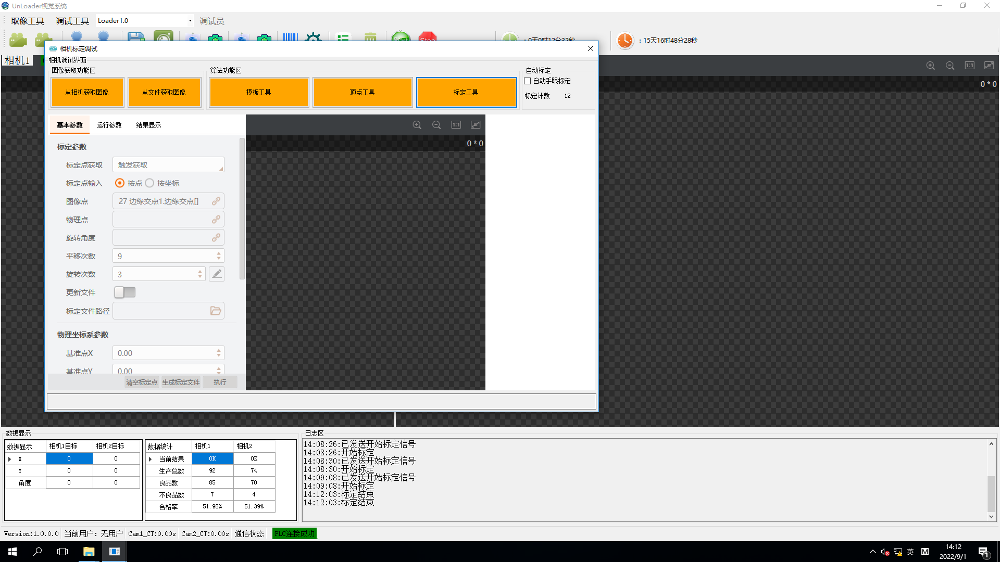 UnLoader视觉系统
取像工具 调试工具 Loader1.0 调试员
Start Stop : 0天0时12分32秒 : 15天16时48分28秒
相机1
相机标定调试
相机调试界面
图像获取功能区 算法功能区 自动标定
从相机获取图像 从文件获取图像 模板工具 顶点工具 标定工具
自动手眼标定
标定计数 12
1:1
0 * 0
基本参数 运行参数 结果显示
1:1
0 * 0
标定参数
标定点获取 触发获取
标定点输入 按点 按坐标
图像点 27 边缘交点1.边缘交点[]
物理点
旋转角度
平移次数 9
旋转次数 3
更新文件
标定文件路径
物理坐标系参数
基准点X 0.00
基准点Y 0.00
清空标定点 生成标定文件 执行
数据显示
数据显示 相机1目标 相机2目标
X 0 0
Y 0 0
角度 0 0
数据统计 相机1 相机2
当前结果 OK OK
生产总数 92 74
良品数 85 70
不良品数 7 4
合格率 51.98% 51.39%
日志区
14:08:26:已发送开始标定信号
14:08:26:开始标定
14:08:30:已发送开始标定信号
14:08:30:开始标定
14:09:08:已发送开始标定信号
14:09:08:开始标定
14:12:03:标定结束
14:12:03:标定结束
Version:1.0.0.0 当前用户：无用户 Cam1_CT:0.00s Cam2_CT:0.00s 通信状态 PLC连接成功
英 M 14:12
2022/9/1
1